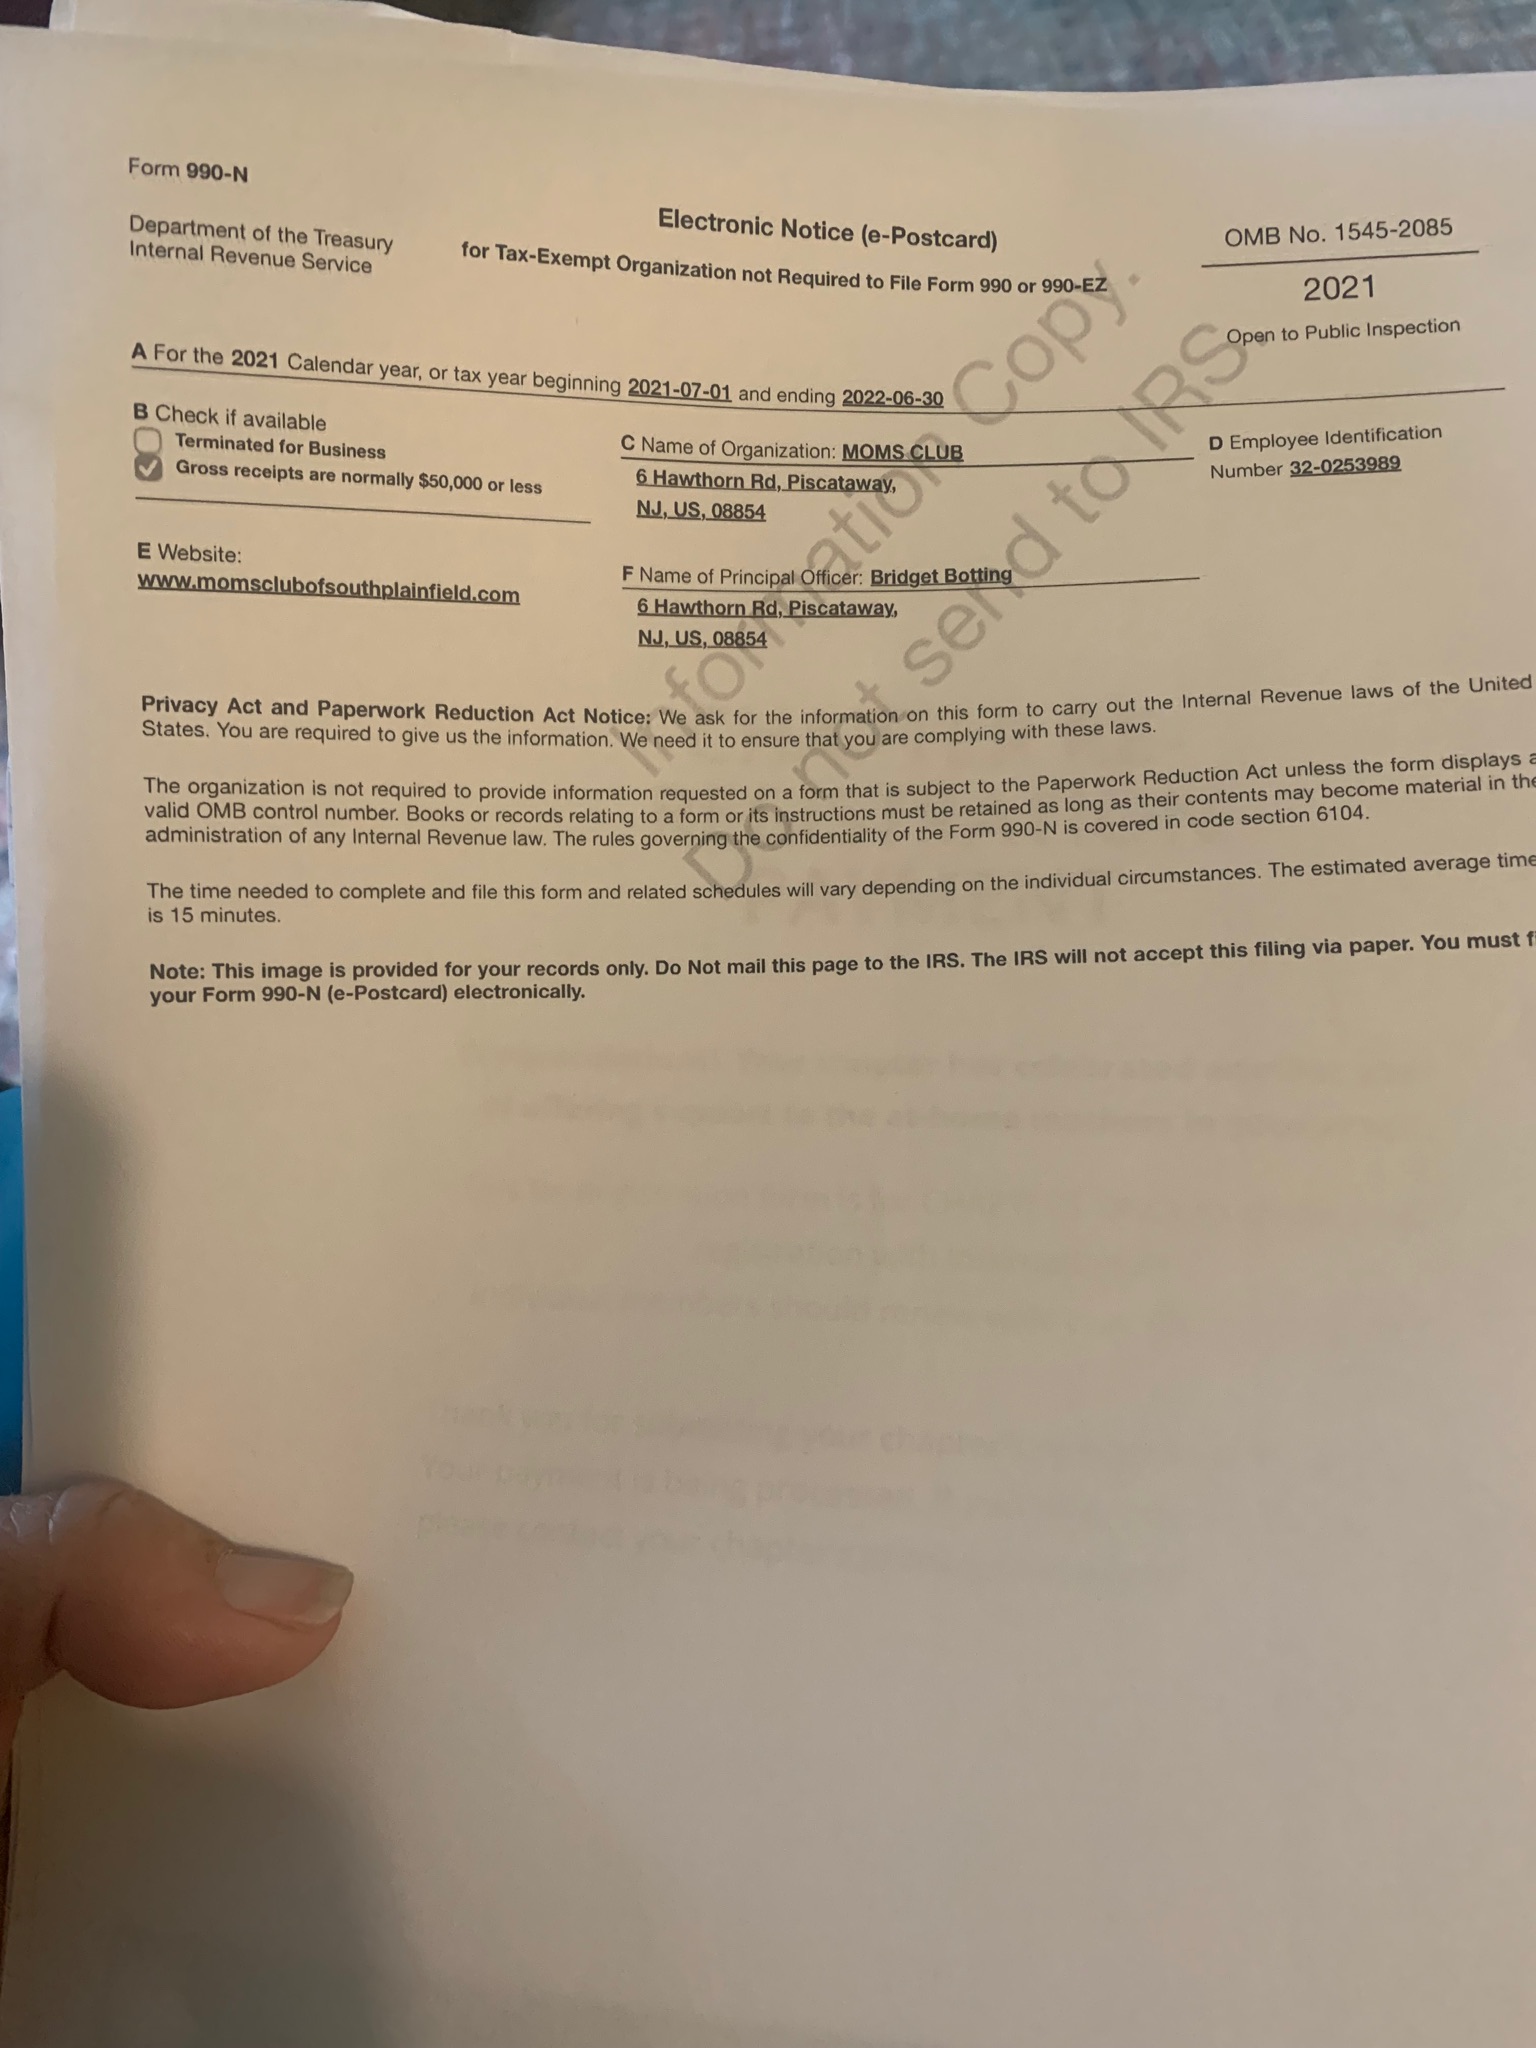 Form 990-N
Department of the Treasury
Internal Revenue Service
Electronic Notice (e-Postcard)
for Tax-Exempt Organization not Required to File Form 990 or 990-EZ
OMB No. 1545-2085
2021
Open to Public Inspection
A For the 2021 Calendar year, or tax year beginning 2021-07-01 and ending 2022-06-30
B Check if available
Terminated for Business
Gross receipts are normally $50,000 or less
C Name of Organization: MOMS CLUB
6 Hawthorn Rd, Piscataway,
NJ, US, 08854
D Employee Identification
Number 32-0253989
E Website:
www.momsclubofsouthplainfield.com
F Name of Principal Officer: Bridget Botting
6 Hawthorn Rd, Piscataway,
NJ, US, 08854
Information Copy.
Do not send to IRS.
Privacy Act and Paperwork Reduction Act Notice: We ask for the information on this form to carry out the Internal Revenue laws of the United
States. You are required to give us the information. We need it to ensure that you are complying with these laws.
The organization is not required to provide information requested on a form that is subject to the Paperwork Reduction Act unless the form displays a
valid OMB control number. Books or records relating to a form or its instructions must be retained as long as their contents may become material in the
administration of any Internal Revenue law. The rules governing the confidentiality of the Form 990-N is covered in code section 6104.
The time needed to complete and file this form and related schedules will vary depending on the individual circumstances. The estimated average time
is 15 minutes.
Note: This image is provided for your records only. Do Not mail this page to the IRS. The IRS will not accept this filing via paper. You must
your Form 990-N (e-Postcard) electronically.